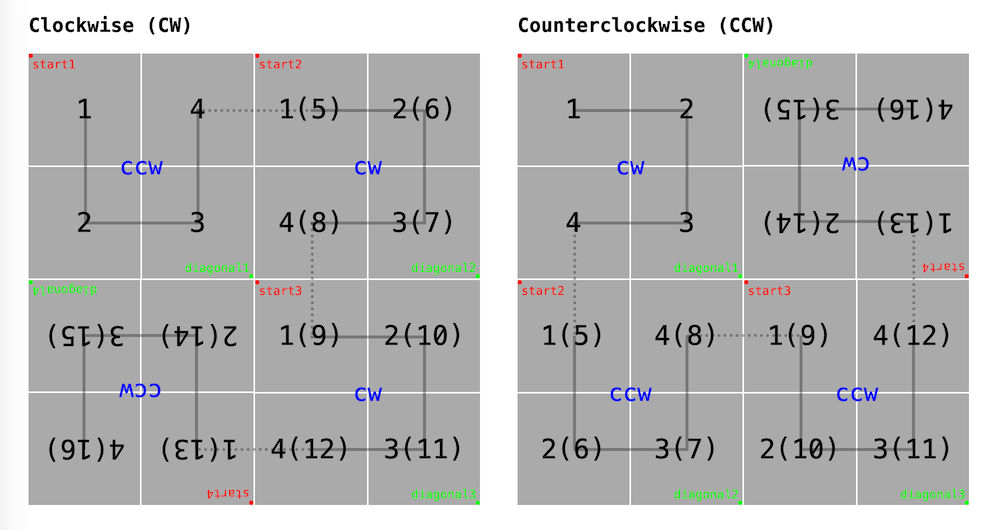 Clockwise (CW)
start1
start2
1
4
1(5)
2(6)
CCW
CW
2
3
4(8)
3(7)
diagonal1
diagonal2
diagonal4
start3
3(15)
2(14)
1(9)
2(10)
CCW
CW
4(16)
1(13)
4(12)
3(11)
start4
diagonal3
Counterclockwise (CCW)
start1
diagonal4
1
2
3(15)
4(16)
CW
CW
4
3
2(14)
1(13)
diagonal1
start4
start2
start3
1(5)
4(8)
1(9)
4(12)
CCW
CCW
2(6)
3(7)
2(10)
3(11)
diagonal2
diagonal3